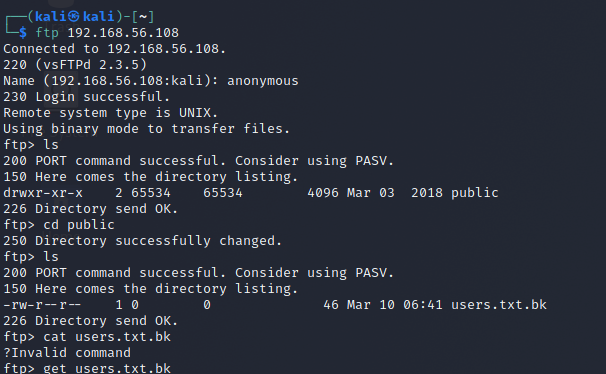 ┌──(kali㉿kali)-[~]
└─$ ftp 192.168.56.108
Connected to 192.168.56.108.
220 (vsFTPd 2.3.5)
Name (192.168.56.108:kali): anonymous
230 Login successful.
Remote system type is UNIX.
Using binary mode to transfer files.
ftp> ls
200 PORT command successful. Consider using PASV.
150 Here comes the directory listing.
drwxr-xr-x    2 65534    65534        4096 Mar 03  2018 public
226 Directory send OK.
ftp> cd public
250 Directory successfully changed.
ftp> ls
200 PORT command successful. Consider using PASV.
150 Here comes the directory listing.
-rw-r--r--    1 0        0              46 Mar 10 06:41 users.txt.bk
226 Directory send OK.
ftp> cat users.txt.bk
?Invalid command
ftp> get users.txt.bk